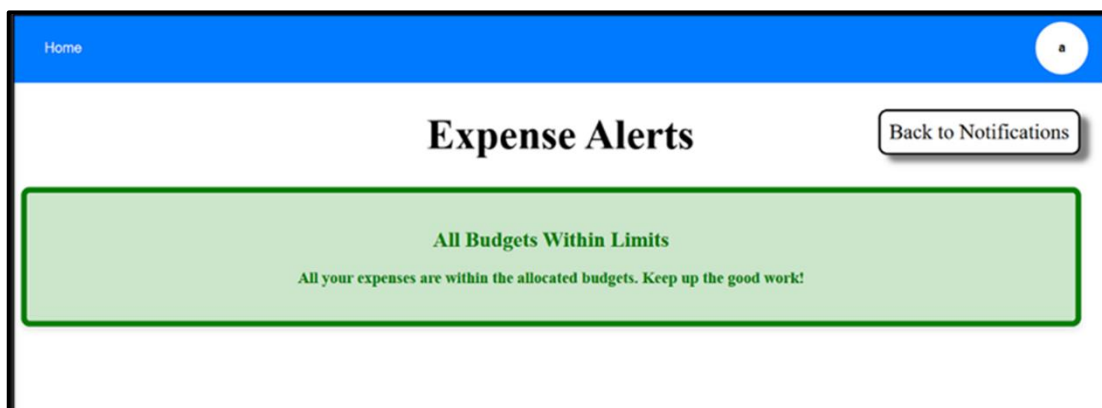 Home
a
Expense Alerts
Back to Notifications
All Budgets Within Limits
All your expenses are within the allocated budgets. Keep up the good work!